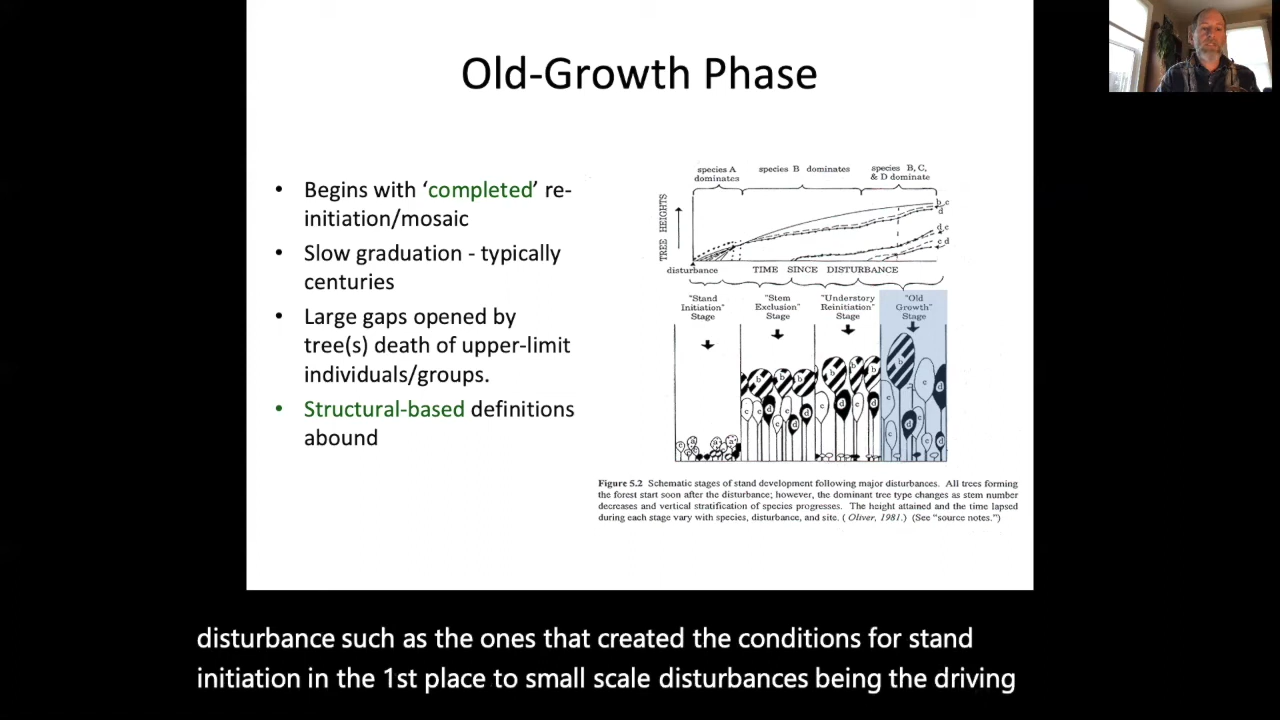 Old-Growth Phase
• Begins with ‘completed’ re-
initiation/mosaic
• Slow graduation - typically
centuries
• Large gaps opened by
tree(s) death of upper-limit
individuals/groups.
• Structural-based definitions
abound
species A
dominates
species B dominates
species B, C,
& D dominate
TREE HEIGHTS
b c
d
d c
c d
disturbance
TIME SINCE DISTURBANCE
"Stand
Initiation"
Stage
"Stem
Exclusion"
Stage
"Understory
Reinitiation"
Stage
"Old
Growth"
Stage
Figure 5.2 Schematic stages of stand development following major disturbances. All trees forming
the forest start soon after the disturbance; however, the dominant tree type changes as stem number
decreases and vertical stratification of species progresses. The height attained and the time lapsed
during each stage vary with species, disturbance, and site. ( Oliver, 1981.) (See "source notes.")
disturbance such as the ones that created the conditions for stand
initiation in the 1st place to small scale disturbances being the driving